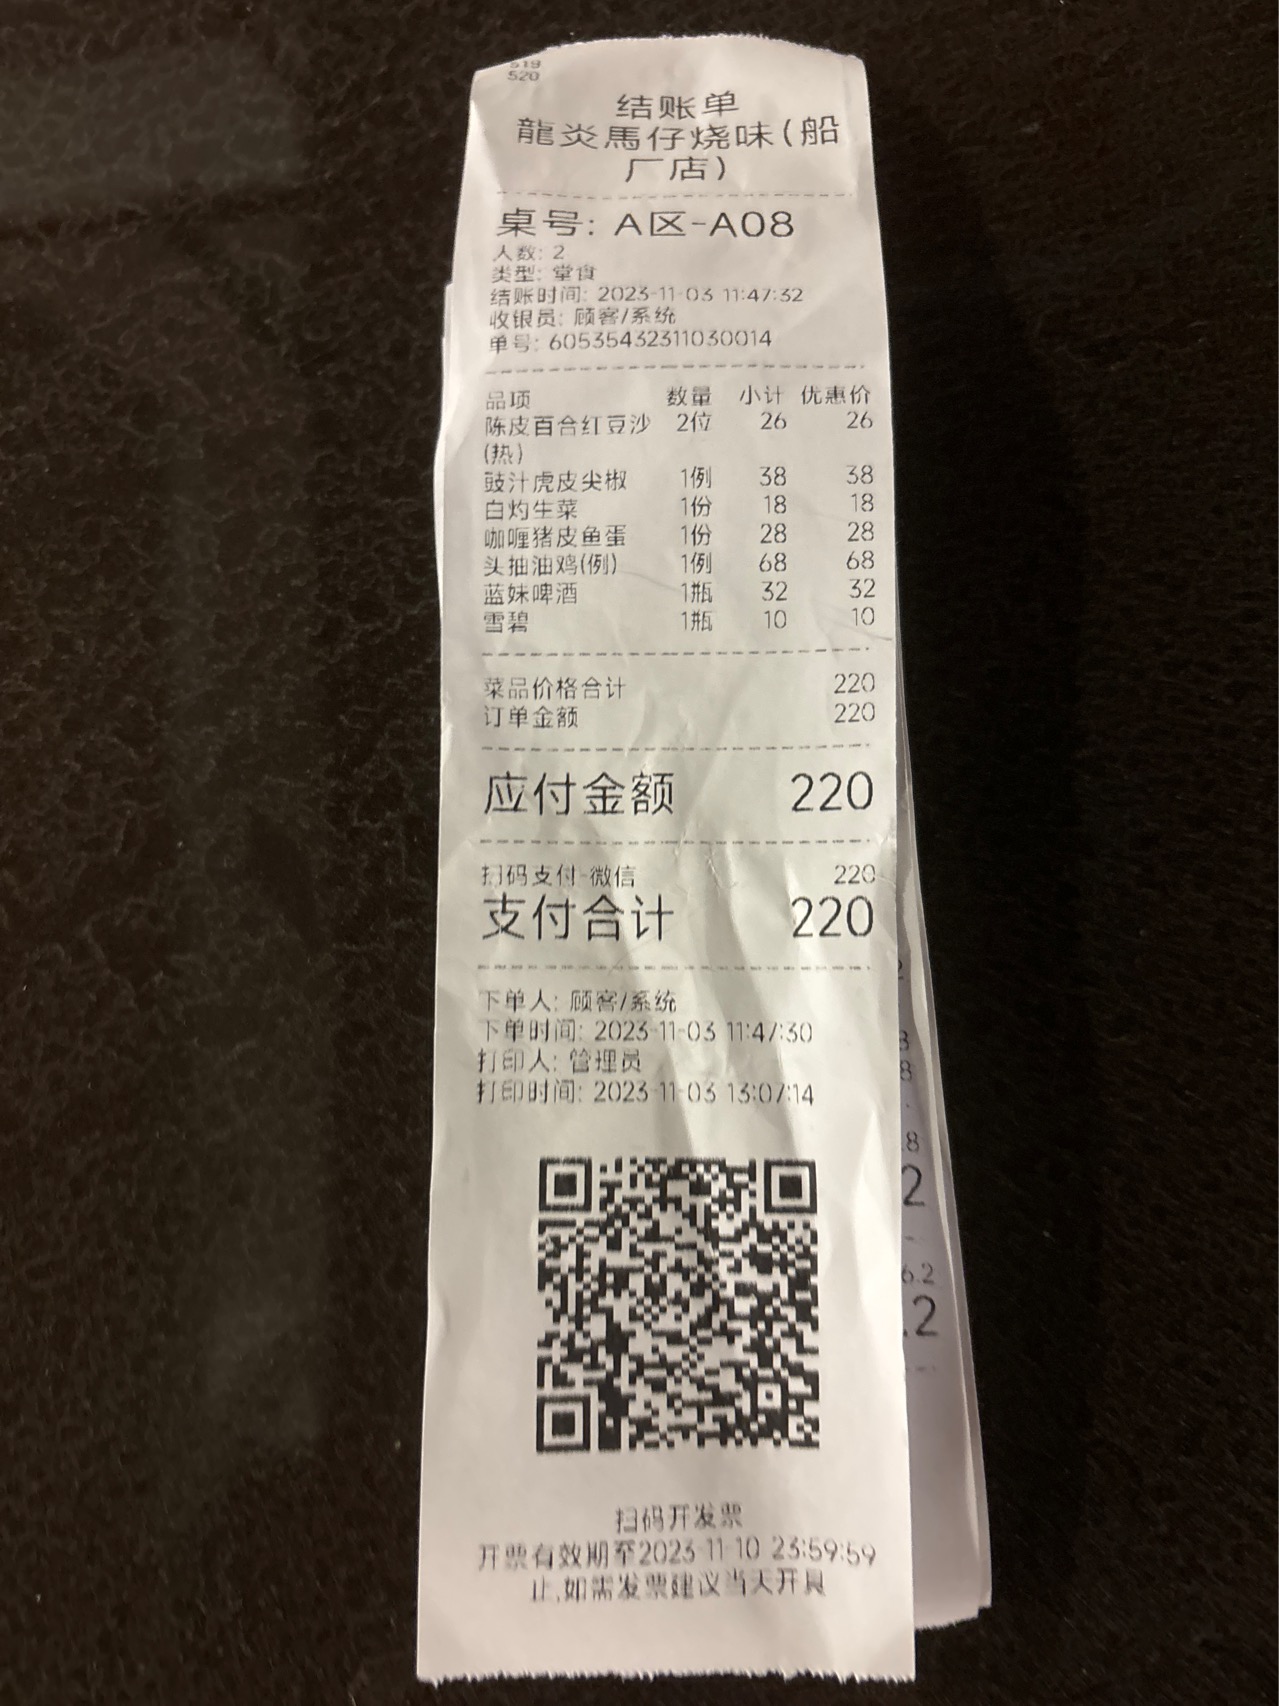 519
520
结账单
龍炎馬仔烧味(船
厂店)
桌号: A区-A08
人数: 2
类型: 堂食
结账时间: 2023-11-03 11:47:32
收银员: 顾客/系统
单号: 605354323110300​14
品项 数量 小计 优惠价
陈皮百合红豆沙 2位 26 26
(热)
豉汁虎皮尖椒 1例 38 38
白灼生菜 1份 18 18
咖喱猪皮鱼蛋 1份 28 28
头抽油鸡(例) 1例 68 68
蓝妹啤酒 1瓶 32 32
雪碧 1瓶 10 10
菜品价格合计 220
订单金额 220
应付金额 220
扫码支付-微信 220
支付合计 220
下单人: 顾客/系统
下单时间: 2023-11-03 11:47:30
打印人: 管理员
打印时间: 2023-11-03 13:07:14
扫码开发票
开票有效期至2023-11-10 23:59:59
止,如需发票建议当天开具
8
8
.8
2
6.2
.2